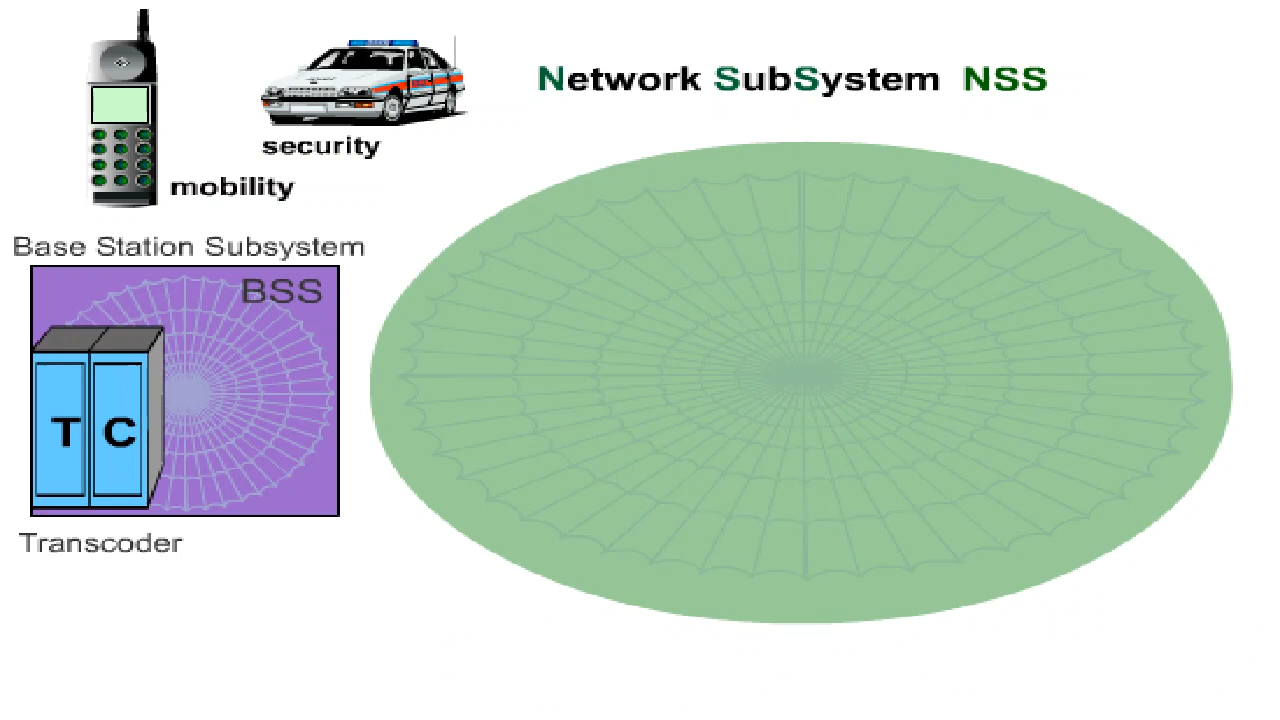 Network SubSystem NSS
security
mobility
Base Station Subsystem
BSS
T C
Transcoder